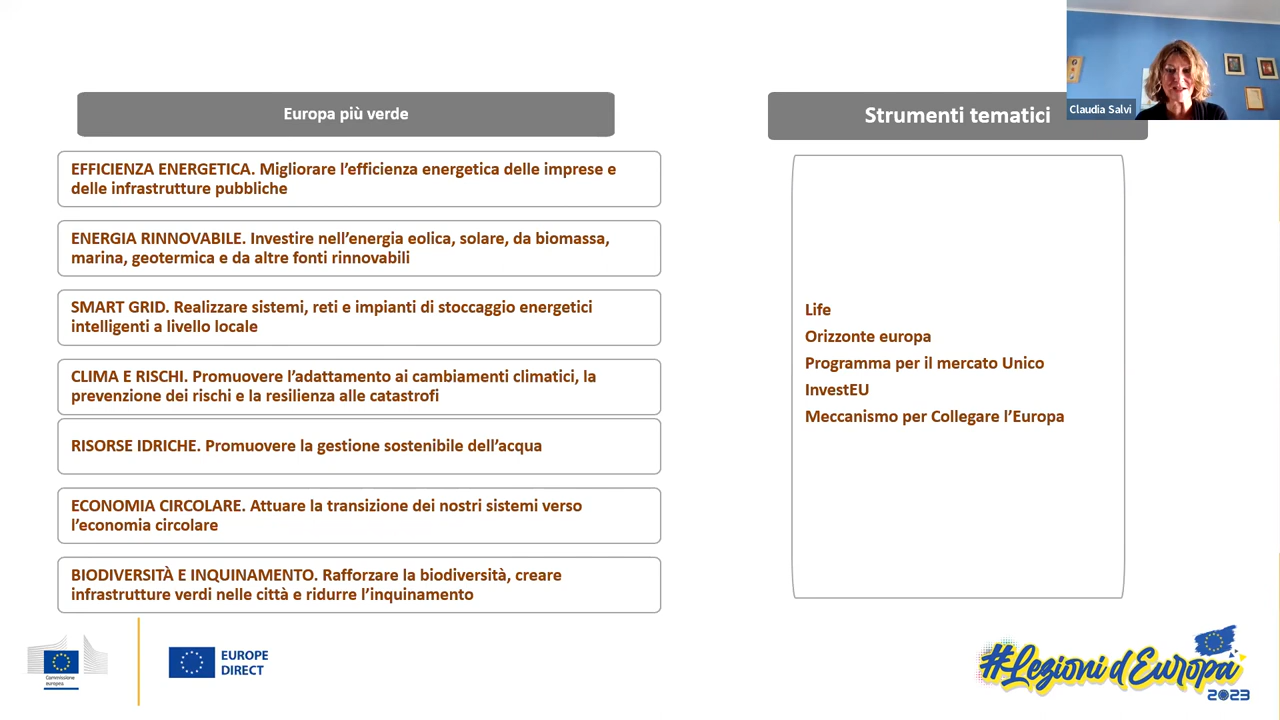 Europa più verde
EFFICIENZA ENERGETICA. Migliorare l’efficienza energetica delle imprese e
delle infrastrutture pubbliche
ENERGIA RINNOVABILE. Investire nell’energia eolica, solare, da biomassa,
marina, geotermica e da altre fonti rinnovabili
SMART GRID. Realizzare sistemi, reti e impianti di stoccaggio energetici
intelligenti a livello locale
CLIMA E RISCHI. Promuovere l’adattamento ai cambiamenti climatici, la
prevenzione dei rischi e la resilienza alle catastrofi
RISORSE IDRICHE. Promuovere la gestione sostenibile dell’acqua
ECONOMIA CIRCOLARE. Attuare la transizione dei nostri sistemi verso
l’economia circolare
BIODIVERSITÀ E INQUINAMENTO. Rafforzare la biodiversità, creare
infrastrutture verdi nelle città e ridurre l’inquinamento
Strumenti tematici
Life
Orizzonte europa
Programma per il mercato Unico
InvestEU
Meccanismo per Collegare l’Europa
Claudia Salvi
Commissione
europea
EUROPE
DIRECT
#Lezioni d'Europa
2023